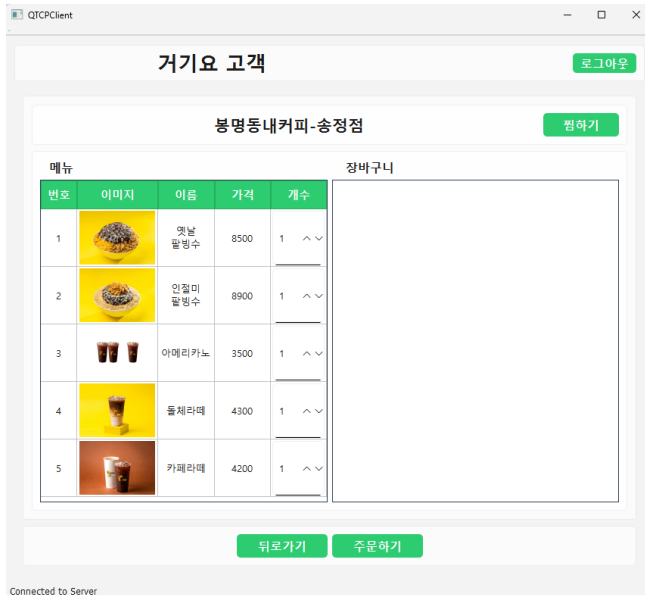 QTCPClient
거기요 고객
로그아웃
봉명동내커피-송정점
찜하기
메뉴
장바구니
번호 이미지 이름 가격 개수
1 옛날 팥빙수 8500 1
2 인절미 팥빙수 8900 1
3 아메리카노 3500 1
4 돌체라떼 4300 1
5 카페라떼 4200 1
뒤로가기 주문하기
Connected to Server